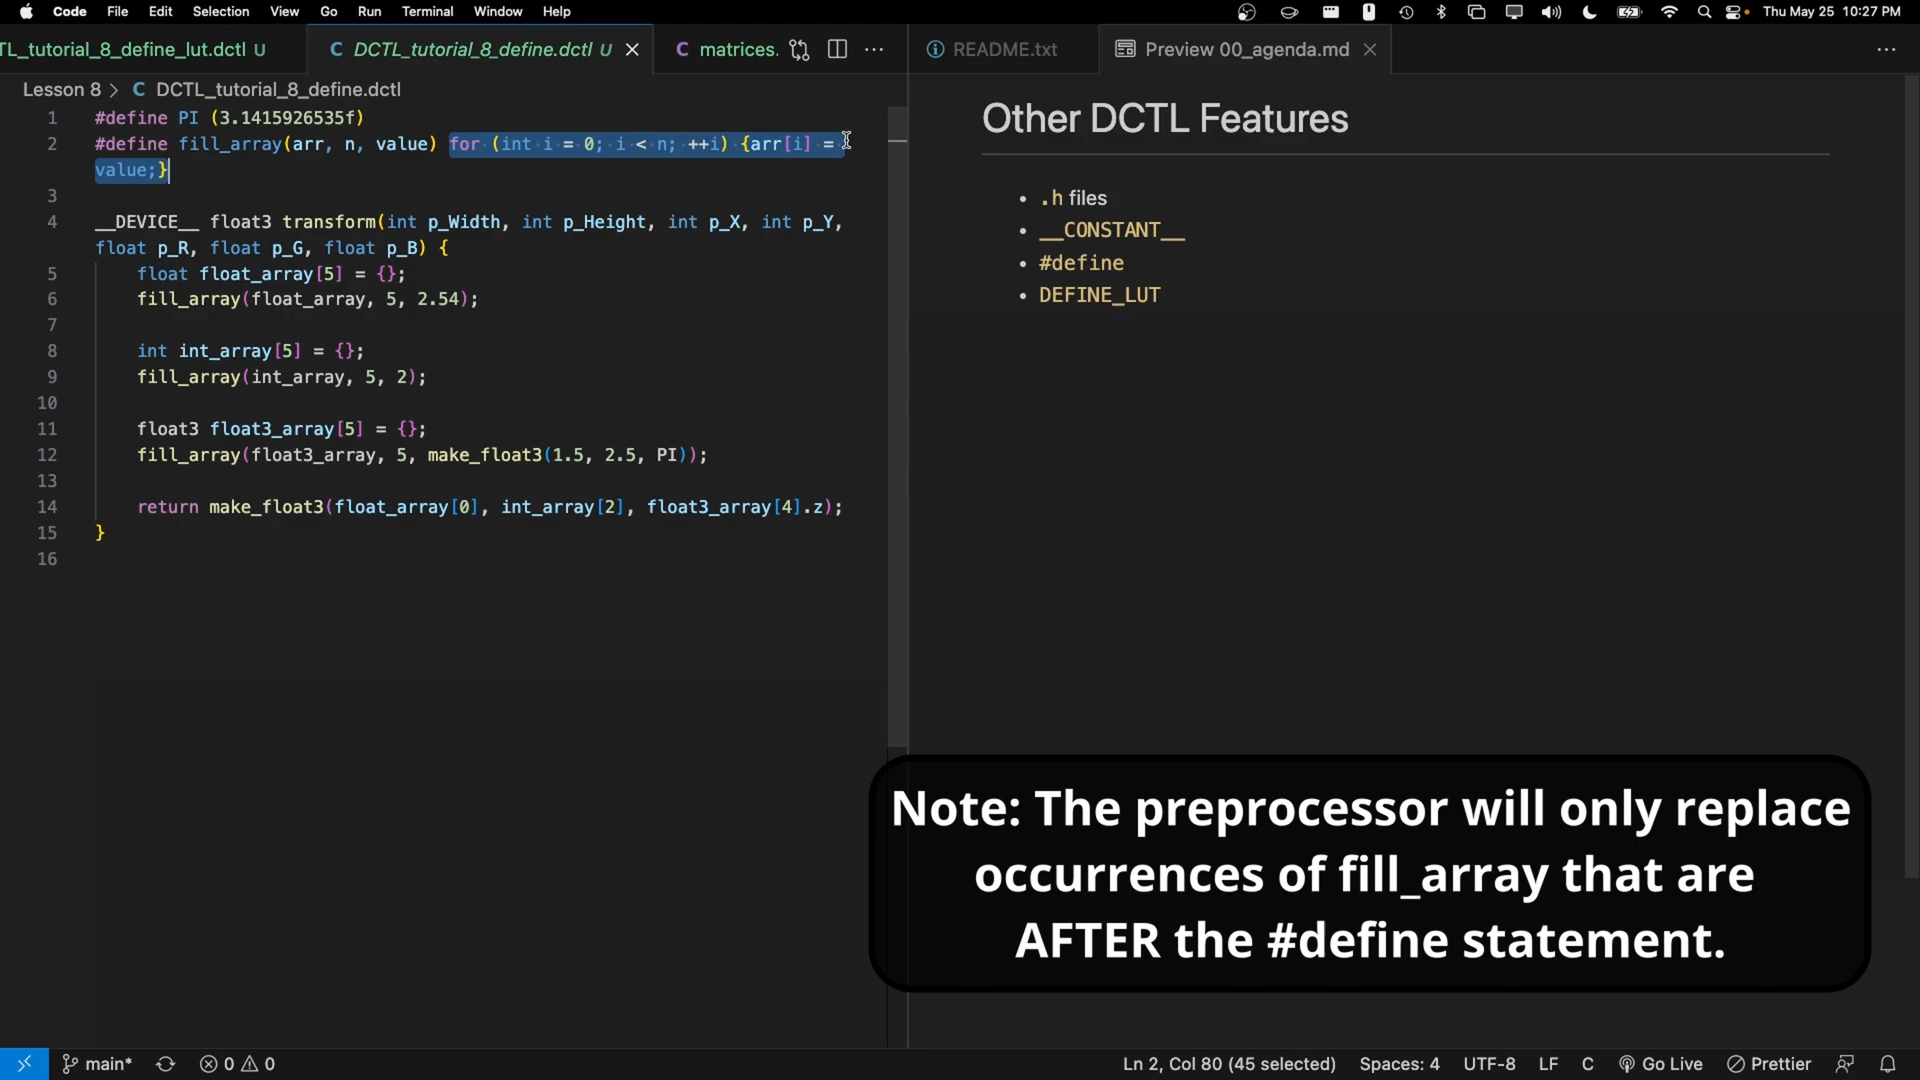 Code File Edit Selection View Go Run Terminal Window Help Thu May 25 10:27 PM
TL_tutorial_8_define_lut.dctl U DCTL_tutorial_8_define.dctl U matrices. README.txt Preview 00_agenda.md
Lesson 8 > C DCTL_tutorial_8_define.dctl
1 #define PI (3.1415926535f)
2 #define fill_array(arr, n, value) for (int i = 0; i < n; ++i) {arr[i] =
value;}
3
4 __DEVICE__ float3 transform(int p_Width, int p_Height, int p_X, int p_Y,
float p_R, float p_G, float p_B) {
5 float float_array[5] = {};
6 fill_array(float_array, 5, 2.54);
7
8 int int_array[5] = {};
9 fill_array(int_array, 5, 2);
10
11 float3 float3_array[5] = {};
12 fill_array(float3_array, 5, make_float3(1.5, 2.5, PI));
13
14 return make_float3(float_array[0], int_array[2], float3_array[4].z);
15 }
16
Other DCTL Features
• .h files
• __CONSTANT__
• #define
• DEFINE_LUT
Note: The preprocessor will only replace
occurrences of fill_array that are
AFTER the #define statement.
main* 0 0 Ln 2, Col 80 (45 selected) Spaces: 4 UTF-8 LF C Go Live Prettier